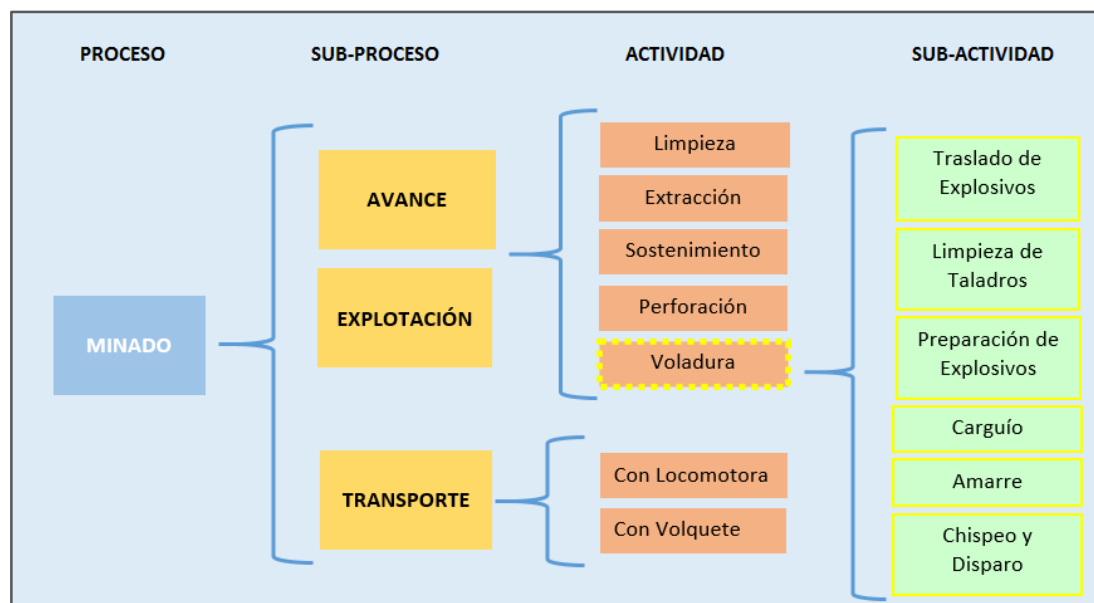 PROCESO
SUB-PROCESO
ACTIVIDAD
SUB-ACTIVIDAD
MINADO
AVANCE
EXPLOTACIÓN
TRANSPORTE
Limpieza
Extracción
Sostenimiento
Perforación
Voladura
Con Locomotora
Con Volquete
Traslado de
Explosivos
Limpieza de
Taladros
Preparación de
Explosivos
Carguío
Amarre
Chispeo y
Disparo